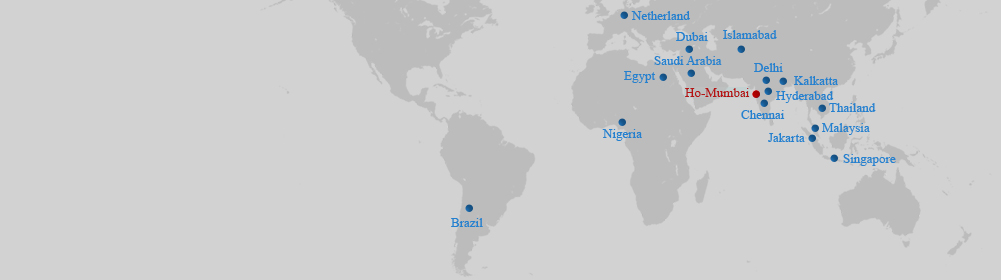 Netherland
Dubai
Islamabad
Saudi Arabia
Egypt
Delhi
Kalkatta
Ho-Mumbai
Hyderabad
Chennai
Thailand
Nigeria
Malaysia
Jakarta
Singapore
Brazil